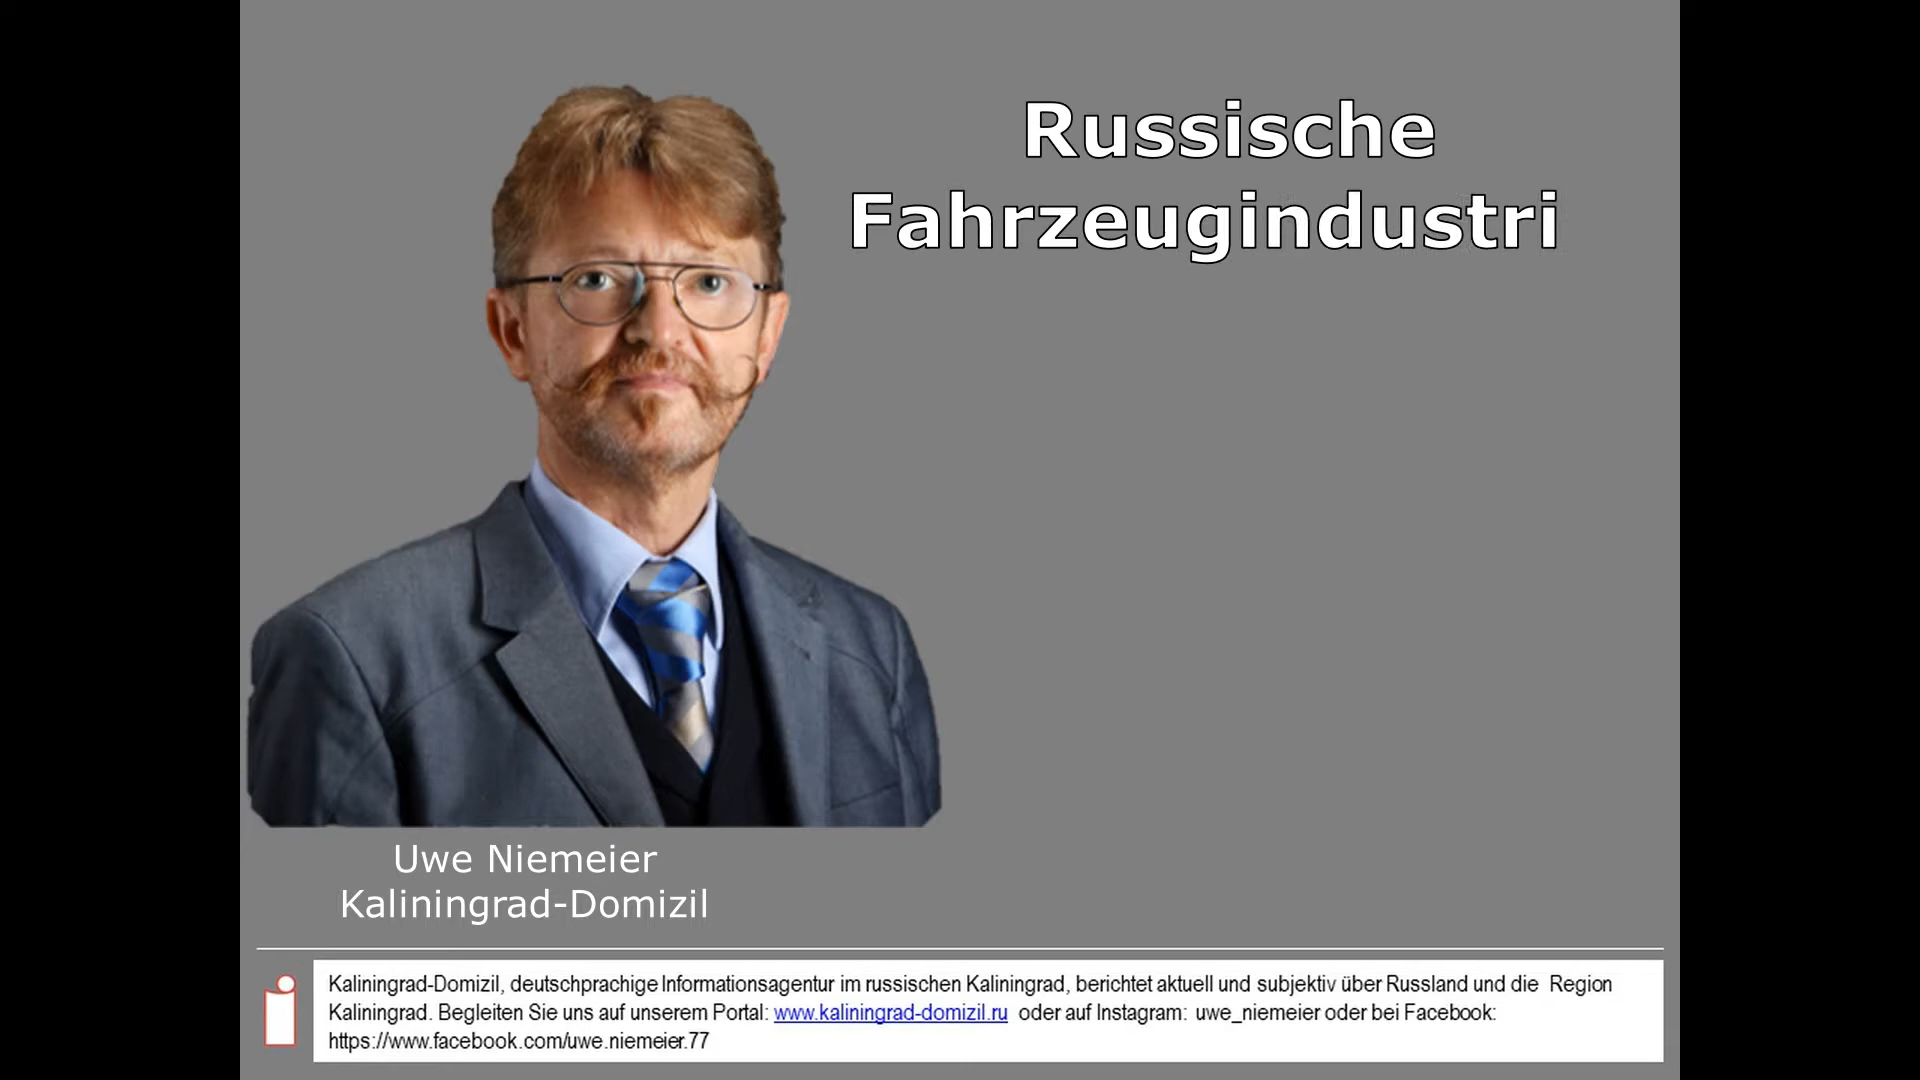 Russische
Fahrzeugindustri
Uwe Niemeier
Kaliningrad-Domizil
Kaliningrad-Domizil, deutschprachige Informationsagentur im russischen Kaliningrad, berichtet aktuell und subjektiv über Russland und die Region
Kaliningrad. Begleiten Sie uns auf unserem Portal: www.kaliningrad-domizil.ru oder auf Instagram: uwe_niemeier oder bei Facebook:
https://www.facebook.com/uwe.niemeier.77